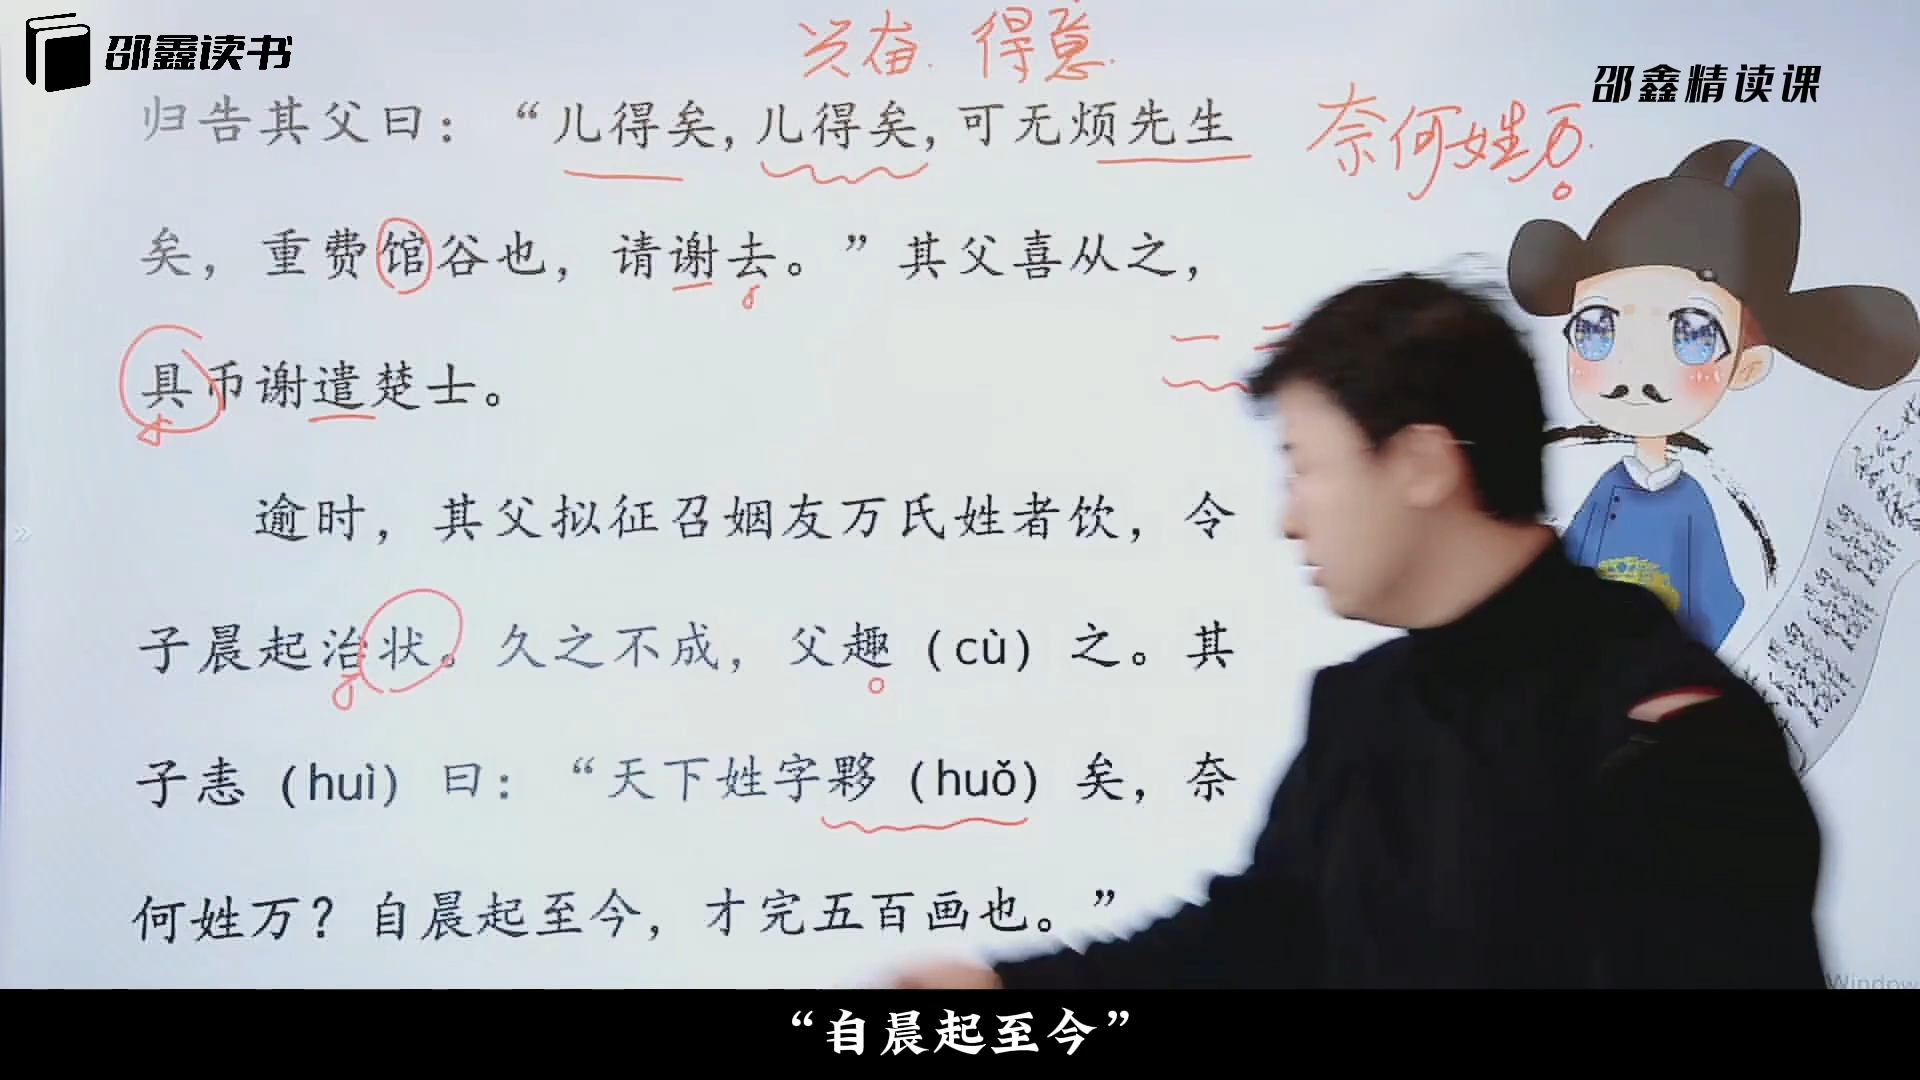 邵鑫读书
兴奋 得意
邵鑫精读课
归告其父曰：“儿得矣，儿得矣，可无烦先生
奈何姓万
矣，重费馆谷也，请谢去。”其父喜从之，
具币谢遣楚士。
一二
逾时，其父拟征召姻友万氏姓者饮，令
子晨起治状。久之不成，父趣（cù）之。其
子恚（huì）曰：“天下姓字夥（huǒ）矣，奈
何姓万？自晨起至今，才完五百画也。”
“自晨起至今”